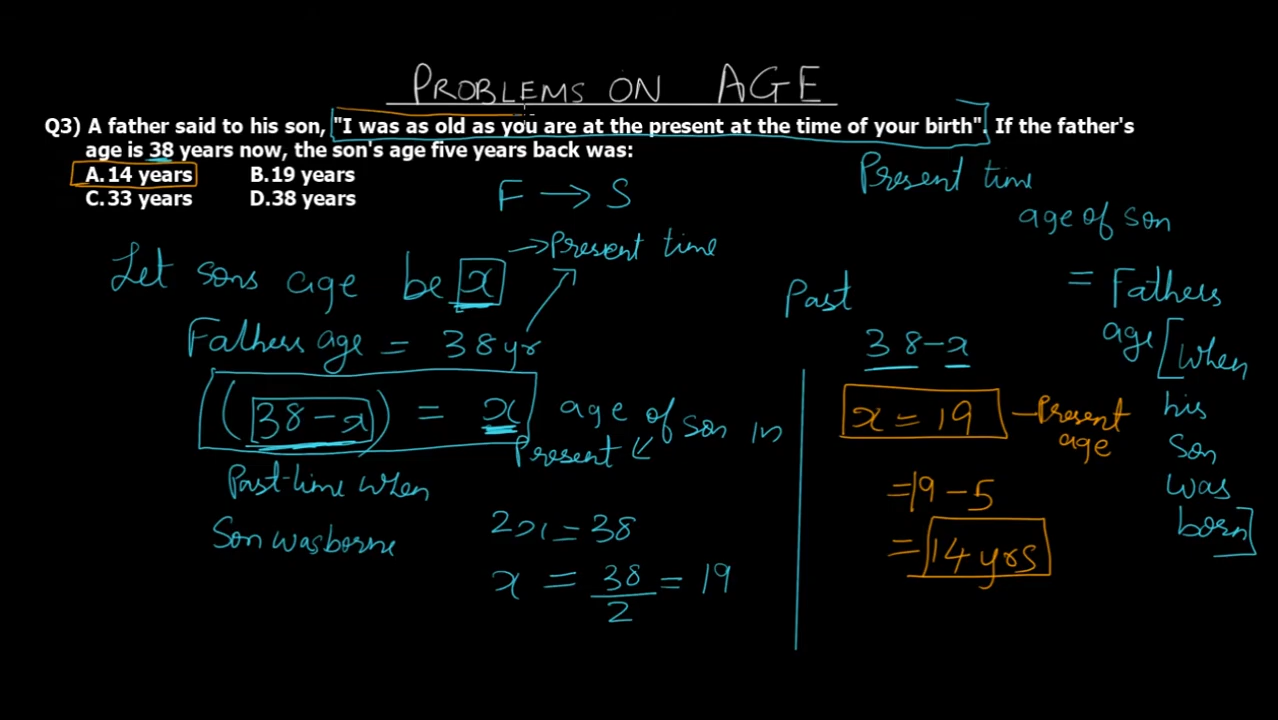 PROBLEMS ON AGE
Q3) A father said to his son, "I was as old as you are at the present at the time of your birth". If the father's
age is 38 years now, the son's age five years back was:
A. 14 years B. 19 years
C. 33 years D. 38 years
F → S
→ Present time
Let sons age be x
Fathers age = 38 yr
(38 - x) = x age of son in
Present
Past time when
Son was borne
2x = 38
x = 38/2 = 19
Present time
age of son
= Fathers
age [when
his
son
was
born]
Past
38 - x
x = 19 - Present
age
= 19 - 5
= 14 yrs